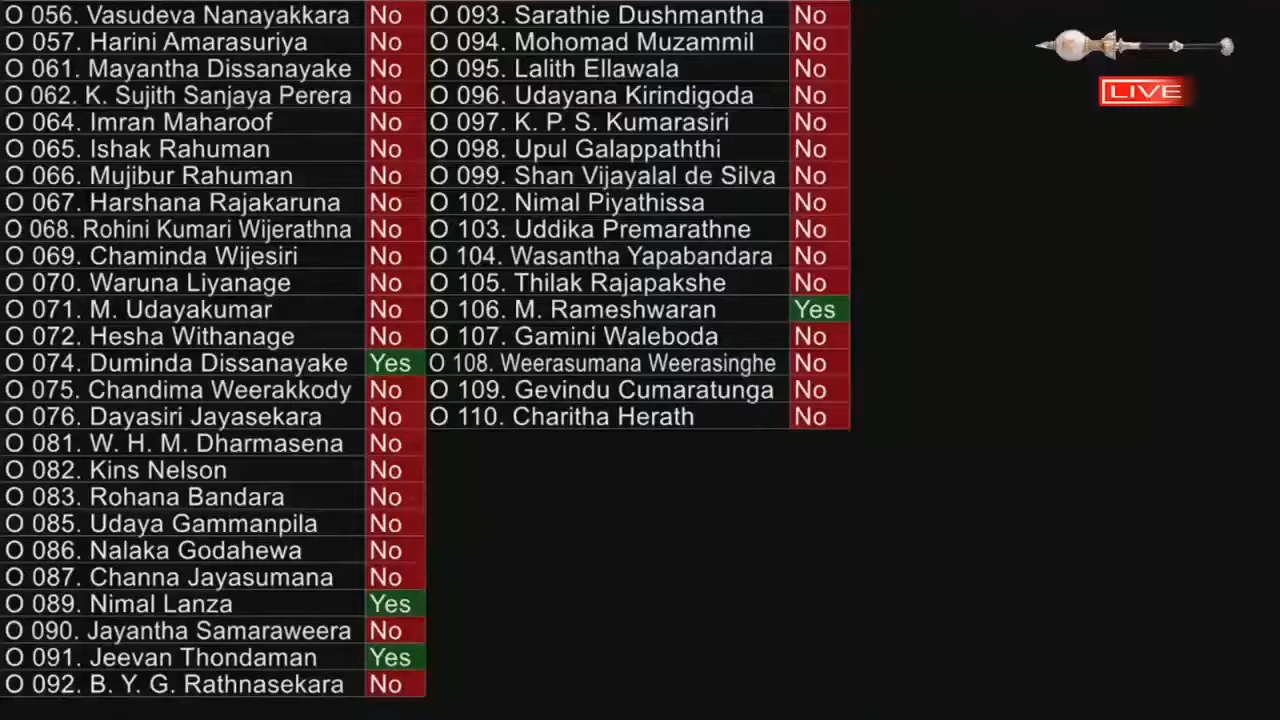 O 056. Vasudeva Nanayakkara No
O 057. Harini Amarasuriya No
O 061. Mayantha Dissanayake No
O 062. K. Sujith Sanjaya Perera No
O 064. Imran Maharoof No
O 065. Ishak Rahuman No
O 066. Mujibur Rahuman No
O 067. Harshana Rajakaruna No
O 068. Rohini Kumari Wijerathna No
O 069. Chaminda Wijesiri No
O 070. Waruna Liyanage No
O 071. M. Udayakumar No
O 072. Hesha Withanage No
O 074. Duminda Dissanayake Yes
O 075. Chandima Weerakkody No
O 076. Dayasiri Jayasekara No
O 081. W. H. M. Dharmasena No
O 082. Kins Nelson No
O 083. Rohana Bandara No
O 085. Udaya Gammanpila No
O 086. Nalaka Godahewa No
O 087. Channa Jayasumana No
O 089. Nimal Lanza Yes
O 090. Jayantha Samaraweera No
O 091. Jeevan Thondaman Yes
O 092. B. Y. G. Rathnasekara No
O 093. Sarathie Dushmantha No
O 094. Mohomad Muzammil No
O 095. Lalith Ellawala No
O 096. Udayana Kirindigoda No
O 097. K. P. S. Kumarasiri No
O 098. Upul Galappaththi No
O 099. Shan Vijayalal de Silva No
O 102. Nimal Piyathissa No
O 103. Uddika Premarathne No
O 104. Wasantha Yapabandara No
O 105. Thilak Rajapakshe No
O 106. M. Rameshwaran Yes
O 107. Gamini Waleboda No
O 108. Weerasumana Weerasinghe No
O 109. Gevindu Cumaratunga No
O 110. Charitha Herath No
LIVE